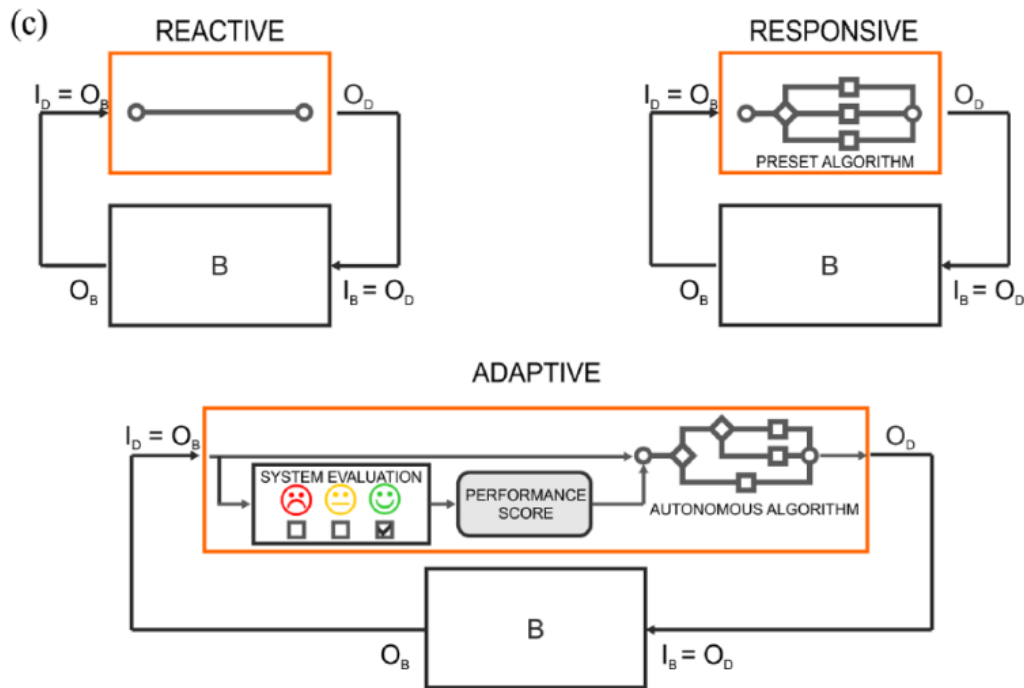 (c)
REACTIVE
I_D = O_B
O_D
B
O_B
I_B = O_D
RESPONSIVE
I_D = O_B
O_D
PRESET ALGORITHM
B
O_B
I_B = O_D
ADAPTIVE
I_D = O_B
O_D
SYSTEM EVALUATION
PERFORMANCE
SCORE
AUTONOMOUS ALGORITHM
B
O_B
I_B = O_D